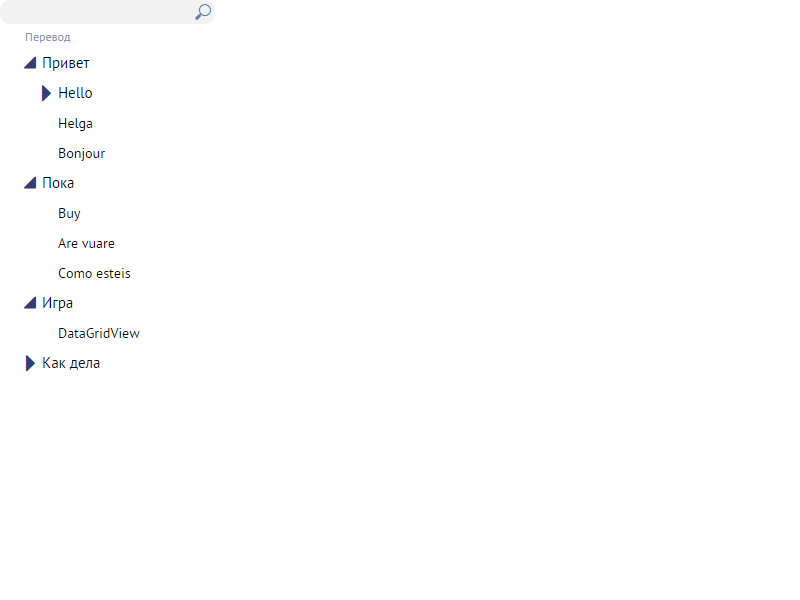 Перевод
Привет
Hello
Helga
Bonjour
Пока
Buy
Are vuare
Como esteis
Игра
DataGridView
Как дела